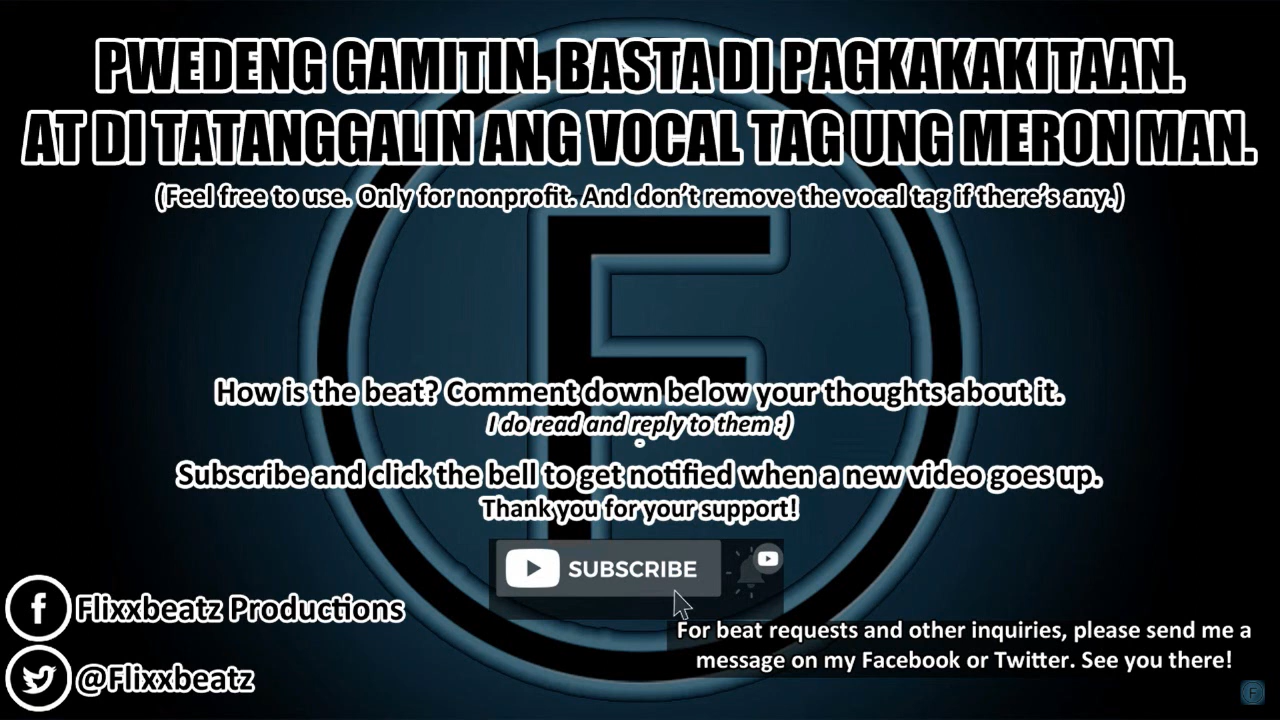 PWEDENG GAMITIN. BASTA DI PAGKAKAKITAAN.
AT DI TATANGGALIN ANG VOCAL TAG UNG MERON MAN.
(Feel free to use. Only for nonprofit. And don't remove the vocal tag if there's any.)
F
How is the beat? Comment down below your thoughts about it.
I do read and reply to them :)
-
Subscribe and click the bell to get notified when a new video goes up.
Thank you for your support!
SUBSCRIBE
f Flixxbeatz Productions
@Flixxbeatz
For beat requests and other inquiries, please send me a
message on my Facebook or Twitter. See you there!
F